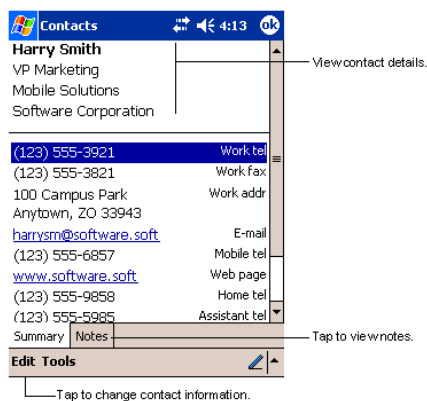 Contacts 4:13 ok
Harry Smith
VP Marketing
Mobile Solutions
Software Corporation
View contact details.
(123) 555-3921 Work tel
(123) 555-3821 Work fax
100 Campus Park Work addr
Anytown, ZO 33943
harrysm@software.soft E-mail
(123) 555-6857 Mobile tel
www.software.soft Web page
(123) 555-9858 Home tel
(123) 555-5985 Assistant tel
Summary Notes
Tap to view notes.
Edit Tools
Tap to change contact information.